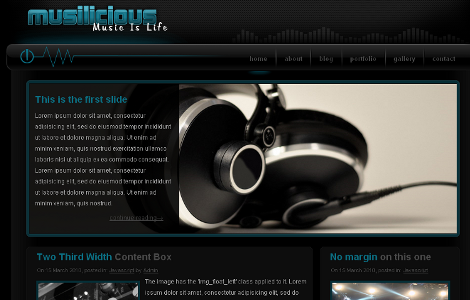 musilicious
Music Is Life
home
about
blog
portfolio
gallery
contact
This is the first slide
Lorem ipsum dolor sit amet, consectetur
adipisicing elit, sed do eiusmod tempor incididunt
ut labore et dolore magna aliqua. Ut enim ad
minim veniam, quis nostrud exercitation ullamco
laboris nisi ut aliquip ex ea commodo consequat.
Lorem ipsum dolor sit amet, consectetur
adipisicing elit, sed do eiusmod tempor incididunt
ut labore et dolore magna aliqua. Ut enim ad
minim veniam, quis nostrud.
continue reading →
Two Third Width Content Box
On 15 March 2010, posted in: Javascript by Admin
The image has the 'img_float_left' class applied to it. Lorem
ipsum dolor sit amet, consectetur adipisicing elit, sed do
No margin on this one
On 15 March 2010, posted in: Javascript